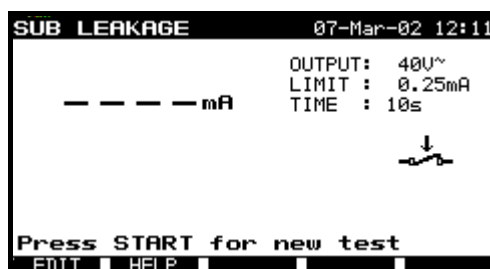 SUB LEAKAGE 07-Mar-02 12:11
OUTPUT: 40V~
LIMIT : 0.25mA
TIME : 10s
— — — — mA
Press START for new test
EDIT HELP